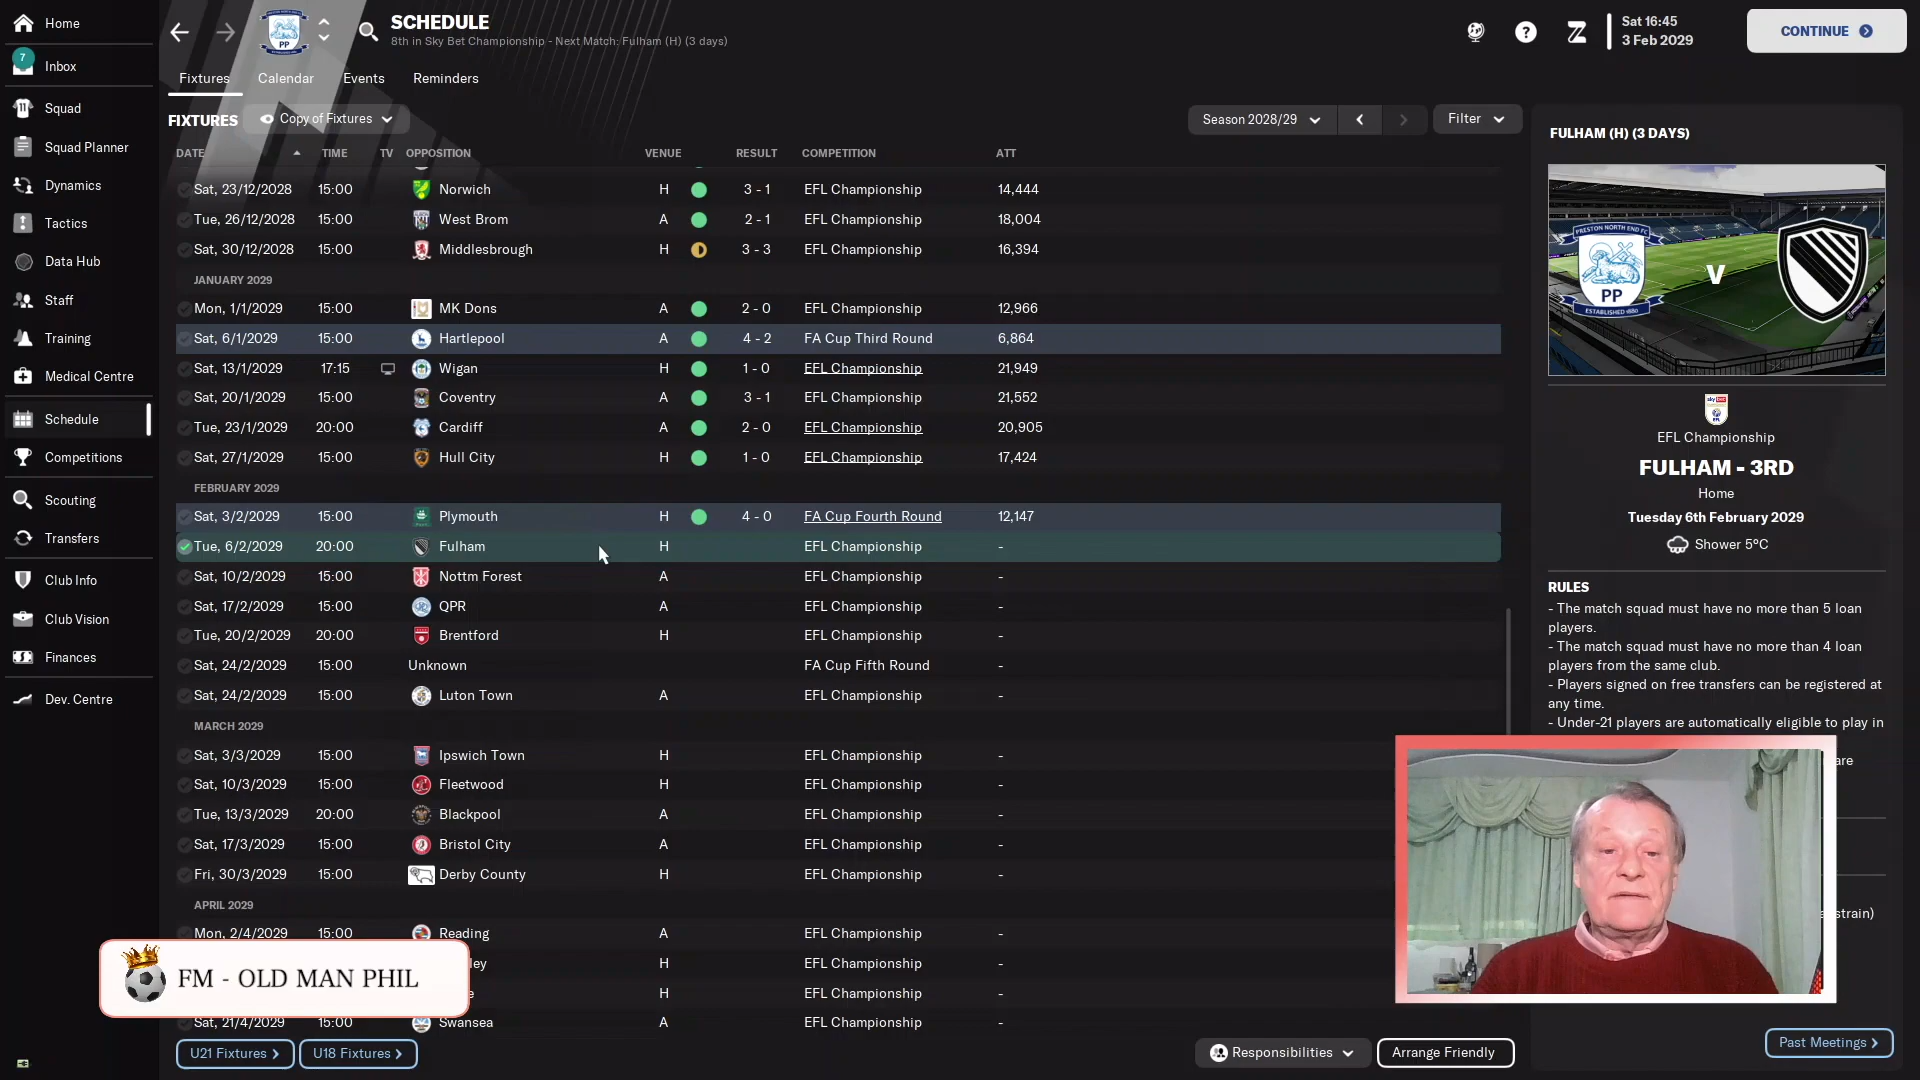 Home
Inbox
7
Squad
Squad Planner
Dynamics
Tactics
Data Hub
Staff
Training
Medical Centre
Schedule
Competitions
Scouting
Transfers
Club Info
Club Vision
Finances
Dev. Centre
SCHEDULE
8th in Sky Bet Championship - Next Match: Fulham (H) (3 days)
Sat 16:45
3 Feb 2029
CONTINUE
Fixtures Calendar Events Reminders
FIXTURES Copy of Fixtures
Season 2028/29 Filter
DATE TIME TV OPPOSITION VENUE RESULT COMPETITION ATT
Sat, 23/12/2028 15:00 Norwich H 3 - 1 EFL Championship 14,444
Tue, 26/12/2028 15:00 West Brom A 2 - 1 EFL Championship 18,004
Sat, 30/12/2028 15:00 Middlesbrough H 3 - 3 EFL Championship 16,394
JANUARY 2029
Mon, 1/1/2029 15:00 MK Dons A 2 - 0 EFL Championship 12,966
Sat, 6/1/2029 15:00 Hartlepool A 4 - 2 FA Cup Third Round 6,864
Sat, 13/1/2029 17:15 Wigan H 1 - 0 EFL Championship 21,949
Sat, 20/1/2029 15:00 Coventry A 3 - 1 EFL Championship 21,552
Tue, 23/1/2029 20:00 Cardiff A 2 - 0 EFL Championship 20,905
Sat, 27/1/2029 15:00 Hull City H 1 - 0 EFL Championship 17,424
FEBRUARY 2029
Sat, 3/2/2029 15:00 Plymouth H 4 - 0 FA Cup Fourth Round 12,147
Tue, 6/2/2029 20:00 Fulham H EFL Championship -
Sat, 10/2/2029 15:00 Nottm Forest A EFL Championship -
Sat, 17/2/2029 15:00 QPR A EFL Championship -
Tue, 20/2/2029 20:00 Brentford H EFL Championship -
Sat, 24/2/2029 15:00 Unknown FA Cup Fifth Round -
Sat, 24/2/2029 15:00 Luton Town A EFL Championship -
MARCH 2029
Sat, 3/3/2029 15:00 Ipswich Town H EFL Championship -
Sat, 10/3/2029 15:00 Fleetwood H EFL Championship -
Tue, 13/3/2029 20:00 Blackpool A EFL Championship -
Sat, 17/3/2029 15:00 Bristol City A EFL Championship -
Fri, 30/3/2029 15:00 Derby County H EFL Championship -
APRIL 2029
Mon, 2/4/2029 15:00 Reading A EFL Championship -
ley H EFL Championship -
e H EFL Championship -
Sat, 21/4/2029 15:00 Swansea A EFL Championship -
FM - OLD MAN PHIL
U21 Fixtures U18 Fixtures
Responsibilities Arrange Friendly
FULHAM (H) (3 DAYS)
PRESTON NORTH END FC
PP
ESTABLISHED 1880
V
EFL Championship
FULHAM - 3RD
Home
Tuesday 6th February 2029
Shower 5°C
RULES
- The match squad must have no more than 5 loan
players.
- The match squad must have no more than 4 loan
players from the same club.
- Players signed on free transfers can be registered at
any time.
- Under-21 players are automatically eligible to play in
are
strain)
Past Meetings